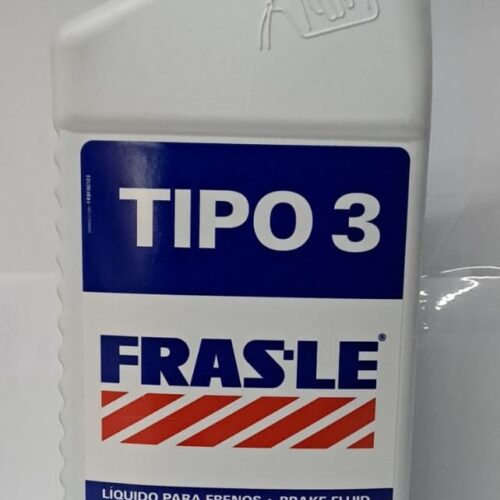 TIPO 3
FRAS-LE®
LÍQUIDO PARA FRENOS • BRAKE FLUID